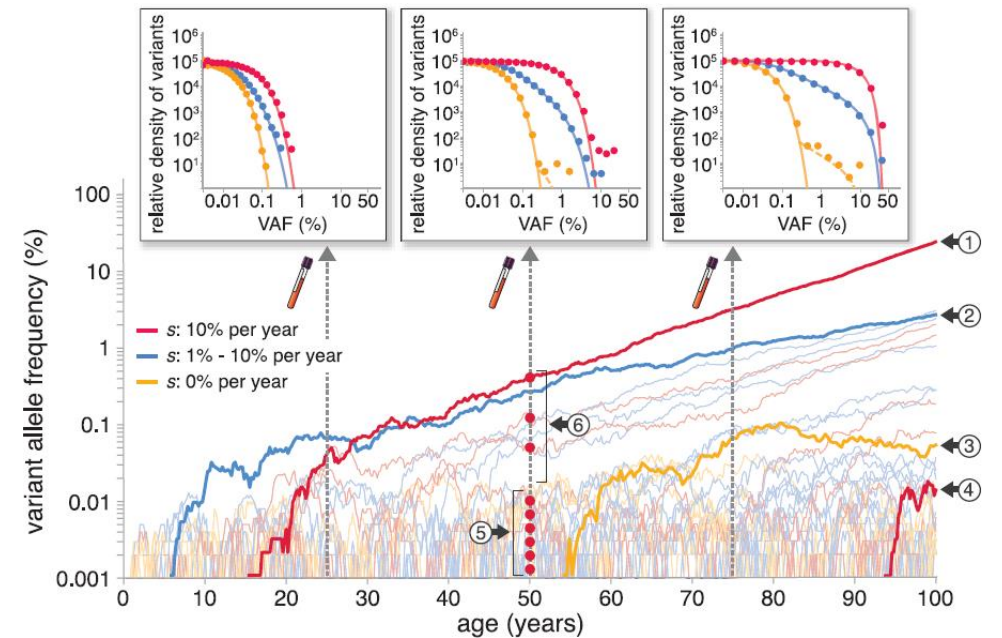 relative density of variants
10⁶
10⁵
10⁴
10³
10²
10¹
0.01 0.1 1 10 50
VAF (%)
relative density of variants
10⁶
10⁵
10⁴
10³
10²
10¹
0.01 0.1 1 10 50
VAF (%)
relative density of variants
10⁶
10⁵
10⁴
10³
10²
10¹
0.01 0.1 1 10 50
VAF (%)
variant allele frequency (%)
100
10
1
0.1
0.01
0.001
s: 10% per year
s: 1% - 10% per year
s: 0% per year
①
②
③
④
⑤
⑥
0 10 20 30 40 50 60 70 80 90 100
age (years)